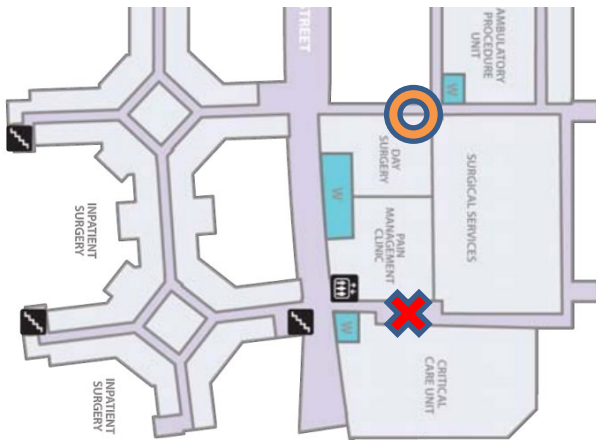 STREET
AMBULATORY
PROCEDURE
UNIT
W
DAY
SURGERY
SURGICAL SERVICES
W
PAIN
MANAGEMENT
CLINIC
INPATIENT
SURGERY
W
CRITICAL
CARE UNIT
INPATIENT
SURGERY